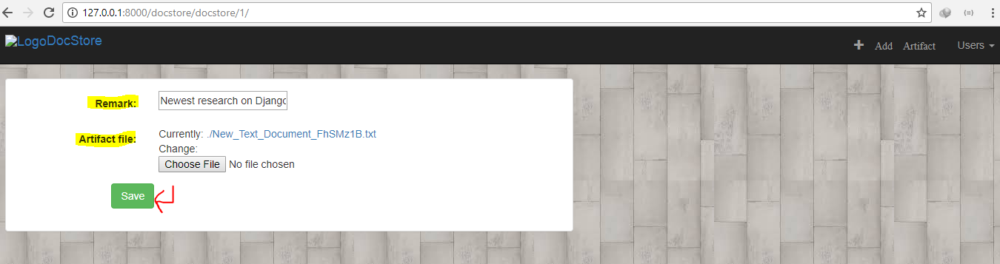 127.0.0.1:8000/docstore/docstore/1/
LogoDocStore
Add Artifact Users
Remark: Newest research on Django
Artifact file: Currently: ./New_Text_Document_FhSMz1B.txt
Change:
Choose File No file chosen
Save